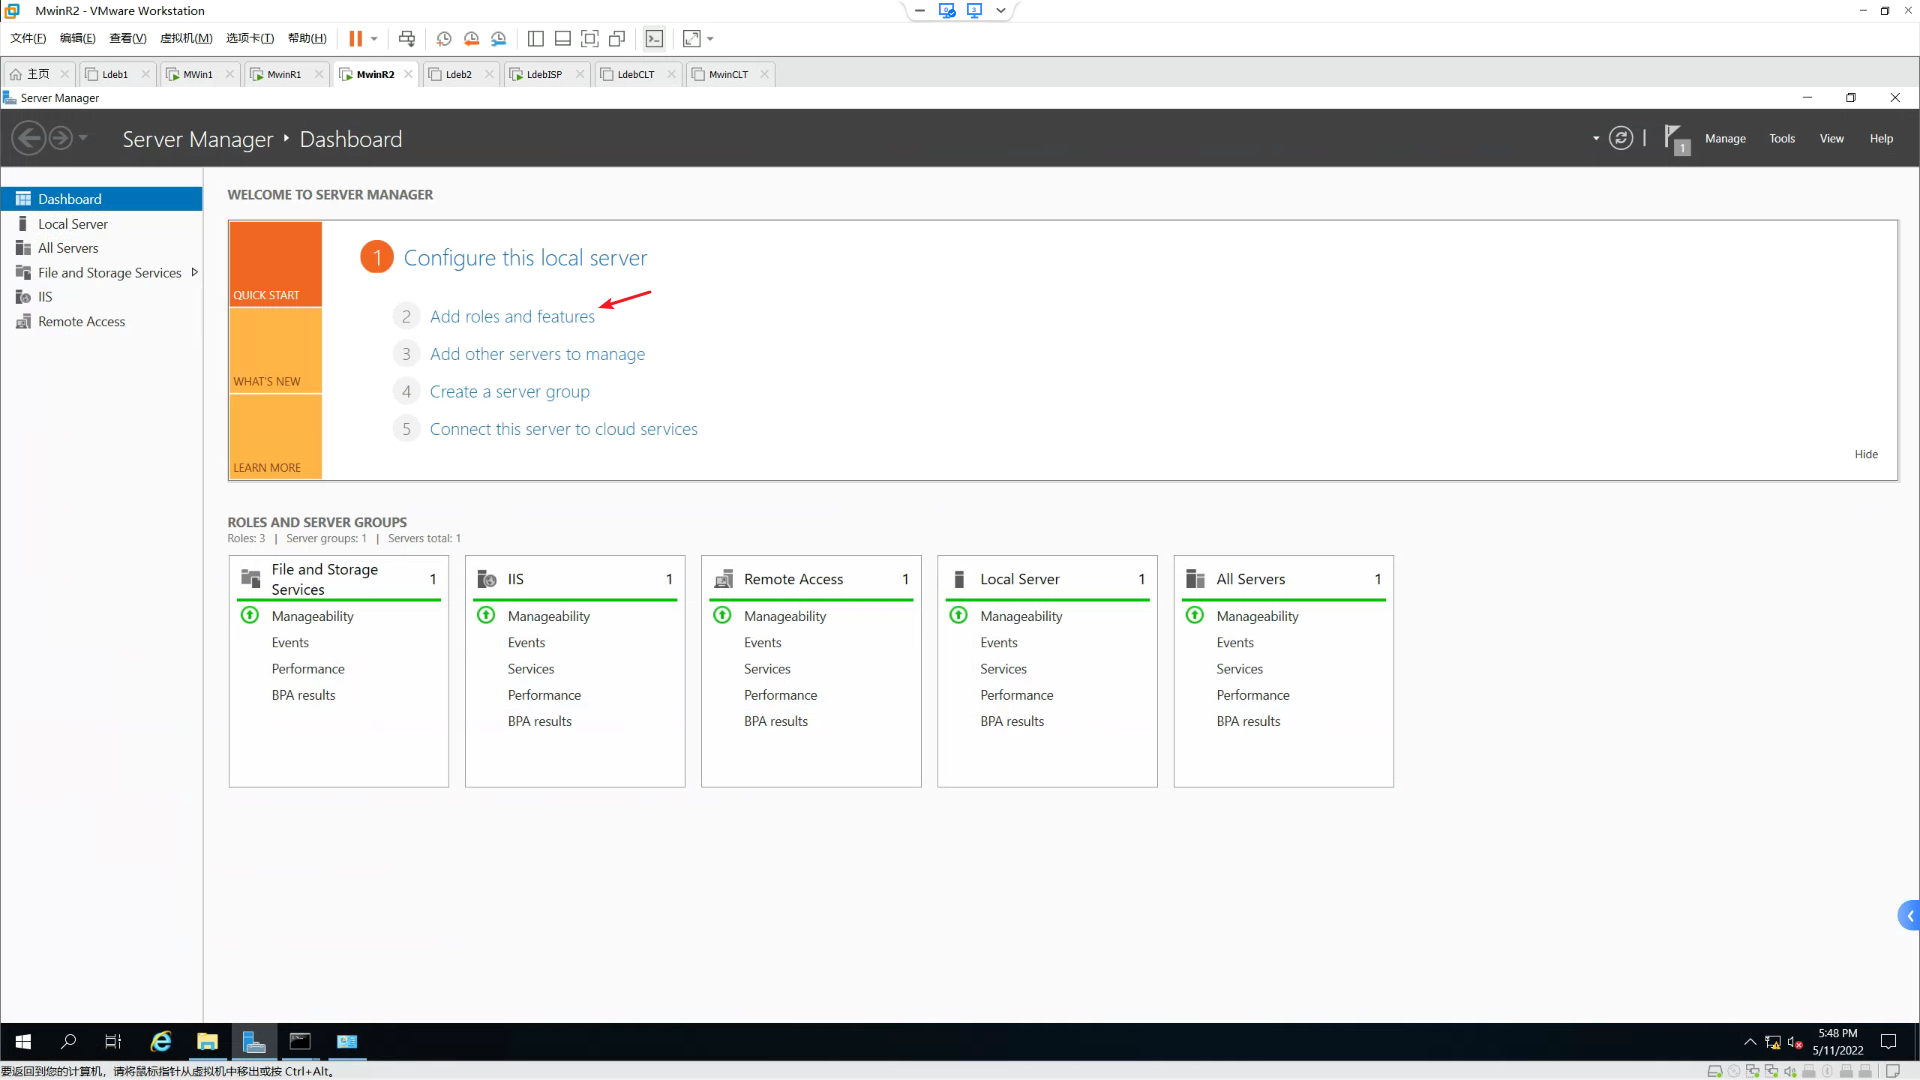 MwinR2 - VMware Workstation
文件(F) 编辑(E) 查看(V) 虚拟机(M) 选项卡(T) 帮助(H)
主页 Ldeb1 MWin1 MwinR1 MwinR2 Ldeb2 LdebISP LdebCLT MwinCLT
Server Manager
Server Manager Dashboard
1 Manage Tools View Help
Dashboard
Local Server
All Servers
File and Storage Services
IIS
Remote Access
WELCOME TO SERVER MANAGER
QUICK START
WHAT'S NEW
LEARN MORE
1 Configure this local server
2 Add roles and features
3 Add other servers to manage
4 Create a server group
5 Connect this server to cloud services
Hide
ROLES AND SERVER GROUPS
Roles: 3 | Server groups: 1 | Servers total: 1
File and Storage Services 1
Manageability
Events
Performance
BPA results
IIS 1
Manageability
Events
Services
Performance
BPA results
Remote Access 1
Manageability
Events
Services
Performance
BPA results
Local Server 1
Manageability
Events
Services
Performance
BPA results
All Servers 1
Manageability
Events
Services
Performance
BPA results
5:48 PM
5/11/2022
要返回到您的计算机，请将鼠标指针从虚拟机中移出或按 Ctrl+Alt。